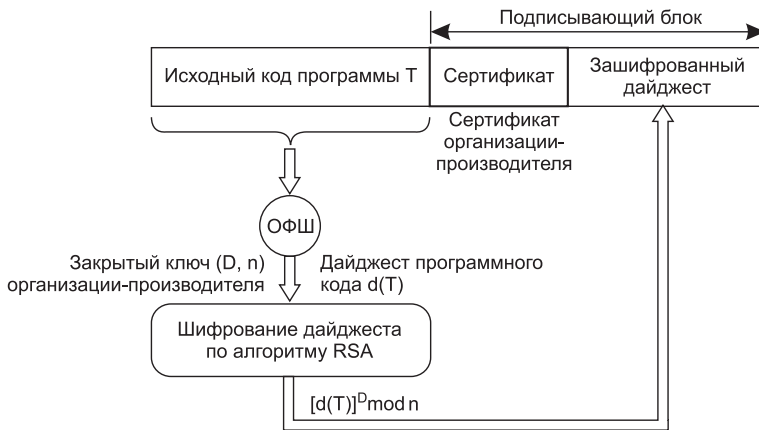 Подписывающий блок
Исходный код программы T
Сертификат
Зашифрованный
дайджест
Сертификат
организации-
производителя
ОФШ
Закрытый ключ (D, n)
организации-производителя
Дайджест программного
кода d(T)
Шифрование дайджеста
по алгоритму RSA
[d(T)]ᴰmod n